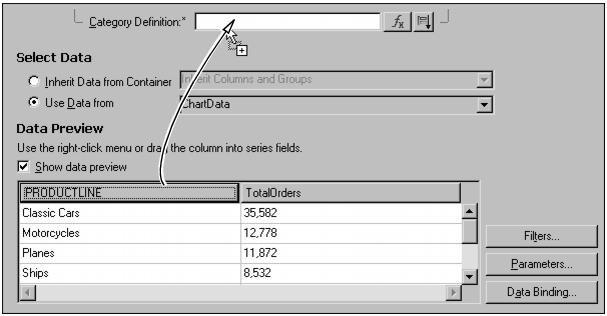 Category Definition:*
fx
Select Data
Inherit Data from Container
Inherit Columns and Groups
Use Data from
ChartData
Data Preview
Use the right-click menu or drag the column into series fields.
Show data preview
PRODUCTLINE TotalOrders
Classic Cars 35,582
Motorcycles 12,778
Planes 11,872
Ships 8,532
Filters...
Parameters...
Data Binding...